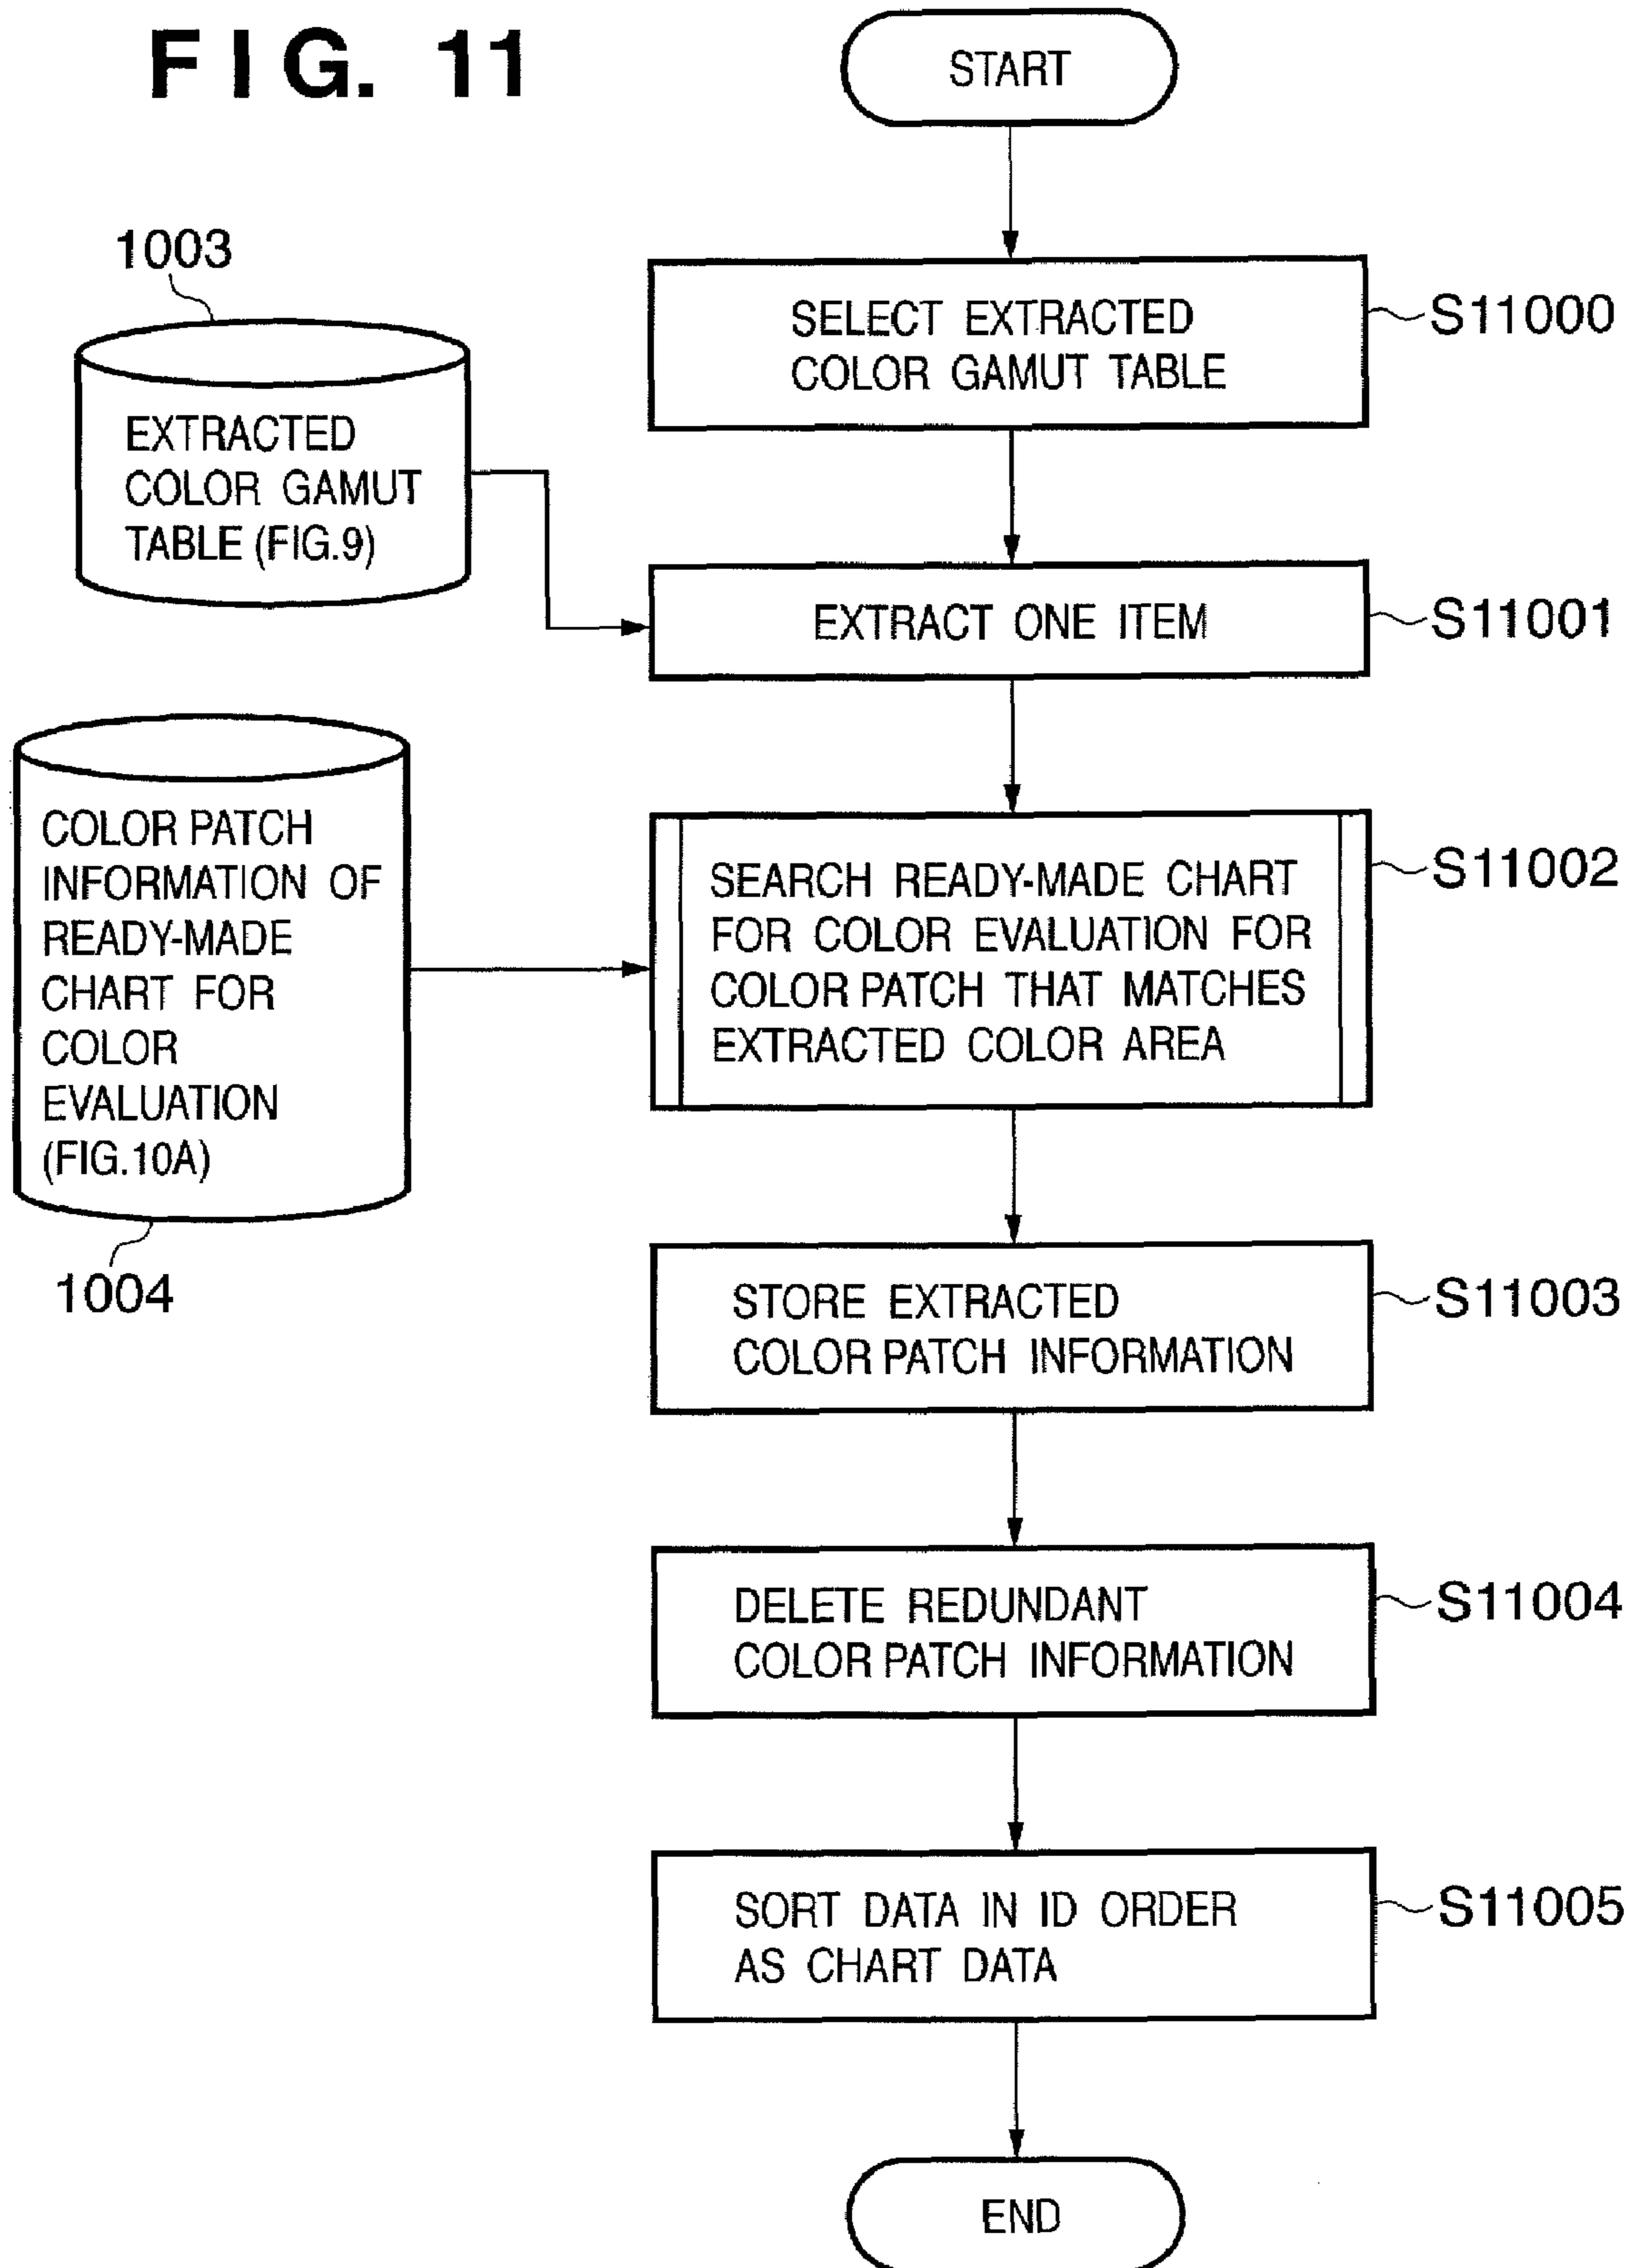 FIG. 11
START
SELECT EXTRACTED
COLOR GAMUT TABLE
S11000
1003
EXTRACTED
COLOR GAMUT
TABLE (FIG.9)
EXTRACT ONE ITEM
S11001
COLOR PATCH
INFORMATION OF
READY-MADE
CHART FOR
COLOR
EVALUATION
(FIG.10A)
1004
SEARCH READY-MADE CHART
FOR COLOR EVALUATION FOR
COLOR PATCH THAT MATCHES
EXTRACTED COLOR AREA
S11002
STORE EXTRACTED
COLOR PATCH INFORMATION
S11003
DELETE REDUNDANT
COLOR PATCH INFORMATION
S11004
SORT DATA IN ID ORDER
AS CHART DATA
S11005
END